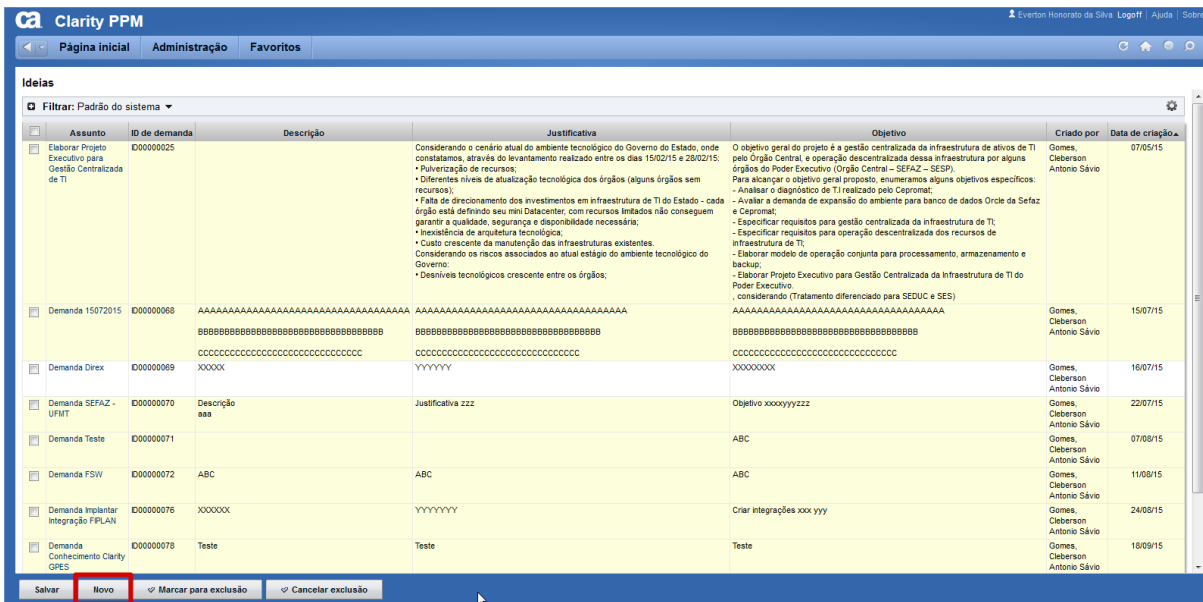 ca Clarity PPM
Everton Honorato da Silva Logoff | Ajuda | Sobre
Página inicial Administração Favoritos
Ideias
Filtrar: Padrão do sistema
Assunto ID de demanda Descrição Justificativa Objetivo Criado por Data de criação
Elaborar Projeto
Executivo para
Gestão Centralizada
de TI
ID00000025
Considerando o cenário atual do ambiente tecnológico do Governo do Estado, onde
constatamos, através do levantamento realizado entre os dias 15/02/15 e 28/02/15:
• Pulverização de recursos;
• Diferentes níveis de atualização tecnológica dos órgãos (alguns órgãos sem
recursos);
• Falta de direcionamento dos investimentos em infraestrutura de TI do Estado - cada
órgão está definindo seu mini Datacenter, com recursos limitados não conseguem
garantir a qualidade, segurança e disponibilidade necessária;
• Inexistência de arquitetura tecnológica;
• Custo crescente da manutenção das infraestruturas existentes.
Considerando os riscos associados ao atual estágio do ambiente tecnológico do
Governo:
• Desníveis tecnológicos crescente entre os órgãos;
O objetivo geral do projeto é a gestão centralizada da infraestrutura de ativos de TI
pelo Órgão Central, e operação descentralizada dessa infraestrutura por alguns
órgãos do Poder Executivo (Orgão Central – SEFAZ – SESP).
Para alcançar o objetivo geral proposto, enumeramos alguns objetivos específicos:
- Analisar o diagnóstico de T.I realizado pelo Cepromat;
- Avaliar a demanda de expansão do ambiente para banco de dados Orcle da Sefaz
e Cepromat;
- Especificar requisitos para gestão centralizada da infraestrutura de TI;
- Especificar requisitos para operação descentralizada dos recursos de
infraestrutura de TI;
- Elaborar modelo de operação conjunta para processamento, armazenamento e
backup;
- Elaborar Projeto Executivo para Gestão Centralizada da Infraestrutura de TI do
Poder Executivo.
, considerando (Tratamento diferenciado para SEDUC e SES)
Gomes,
Cleberson
Antonio Sávio
07/05/15
Demanda 15072015 ID00000068
AAAAAAAAAAAAAAAAAAAAAAAAAAAAAAAAAAA
BBBBBBBBBBBBBBBBBBBBBBBBBBBBBBBBBBB
CCCCCCCCCCCCCCCCCCCCCCCCCCCCCCC
AAAAAAAAAAAAAAAAAAAAAAAAAAAAAAAAAAA
BBBBBBBBBBBBBBBBBBBBBBBBBBBBBBBBBBB
CCCCCCCCCCCCCCCCCCCCCCCCCCCCCCC
AAAAAAAAAAAAAAAAAAAAAAAAAAAAAAAAAAA
BBBBBBBBBBBBBBBBBBBBBBBBBBBBBBBBBBB
CCCCCCCCCCCCCCCCCCCCCCCCCCCCCCC
Gomes,
Cleberson
Antonio Sávio
15/07/15
Demanda Direx ID00000069 XXXXX YYYYYY XXXXXXXX
Gomes,
Cleberson
Antonio Sávio
16/07/15
Demanda SEFAZ -
UFMT
ID00000070
Descrição
aaa
Justificativa zzz
Objetivo xxxxyyyzzz
Gomes,
Cleberson
Antonio Sávio
22/07/15
Demanda Teste ID00000071 ABC
Gomes,
Cleberson
Antonio Sávio
07/08/15
Demanda FSW ID00000072 ABC ABC ABC
Gomes,
Cleberson
Antonio Sávio
11/08/15
Demanda Implantar
Integração FIPLAN
ID00000076 XXXXXX YYYYYYY Criar integrações xxx yyy
Gomes,
Cleberson
Antonio Sávio
24/08/15
Demanda
Conhecimento Clarity
GPES
ID00000078 Teste Teste Teste
Gomes,
Cleberson
Antonio Sávio
18/09/15
Salvar Novo Marcar para exclusão Cancelar exclusão